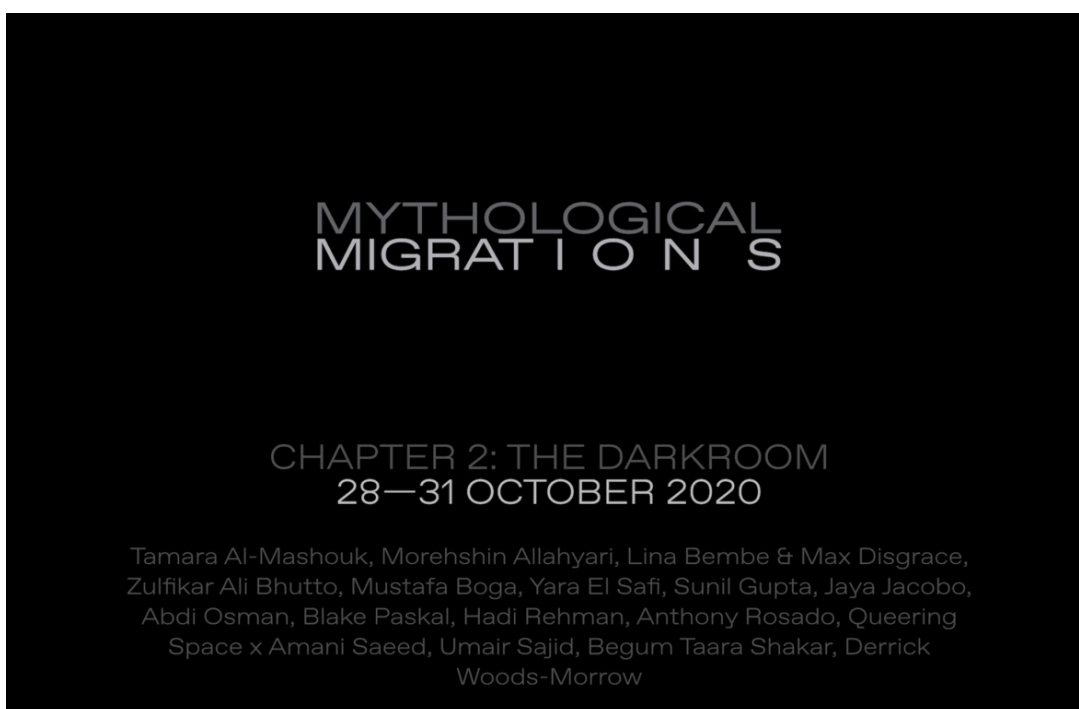 MYTHOLOGICAL
MIGRATIONS
CHAPTER 2: THE DARKROOM
28—31 OCTOBER 2020
Tamara Al-Mashouk, Morehshin Allahyari, Lina Bembe & Max Disgrace,
Zulfikar Ali Bhutto, Mustafa Boga, Yara El Safi, Sunil Gupta, Jaya Jacobo,
Abdi Osman, Blake Paskal, Hadi Rehman, Anthony Rosado, Queering
Space x Amani Saeed, Umair Sajid, Begum Taara Shakar, Derrick
Woods-Morrow